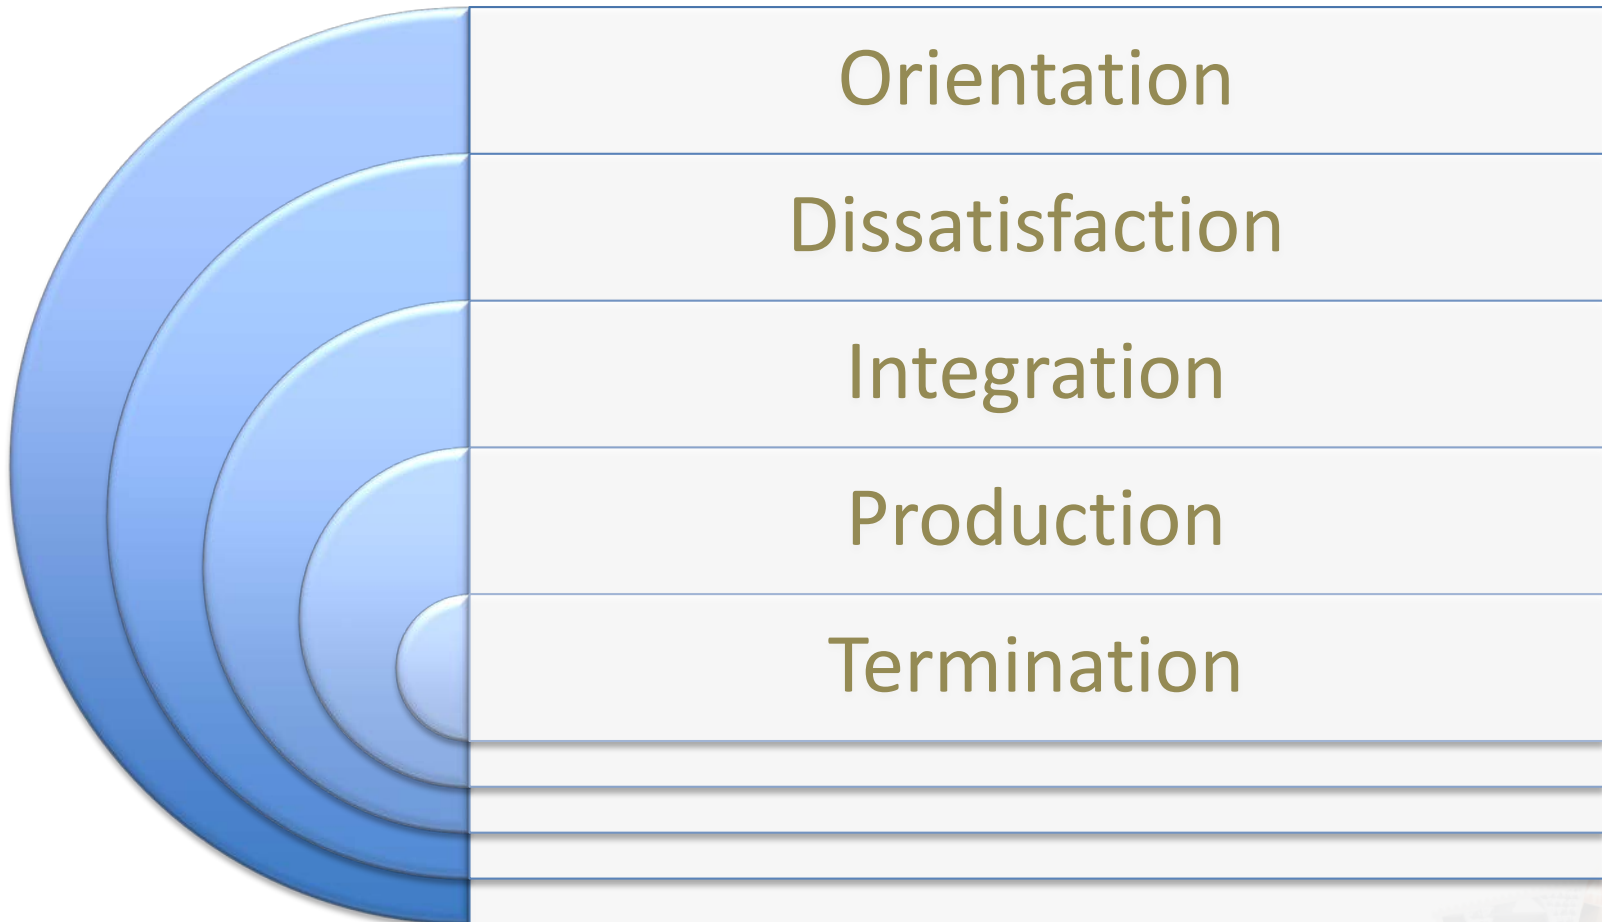 Orientation
Dissatisfaction
Integration
Production
Termination